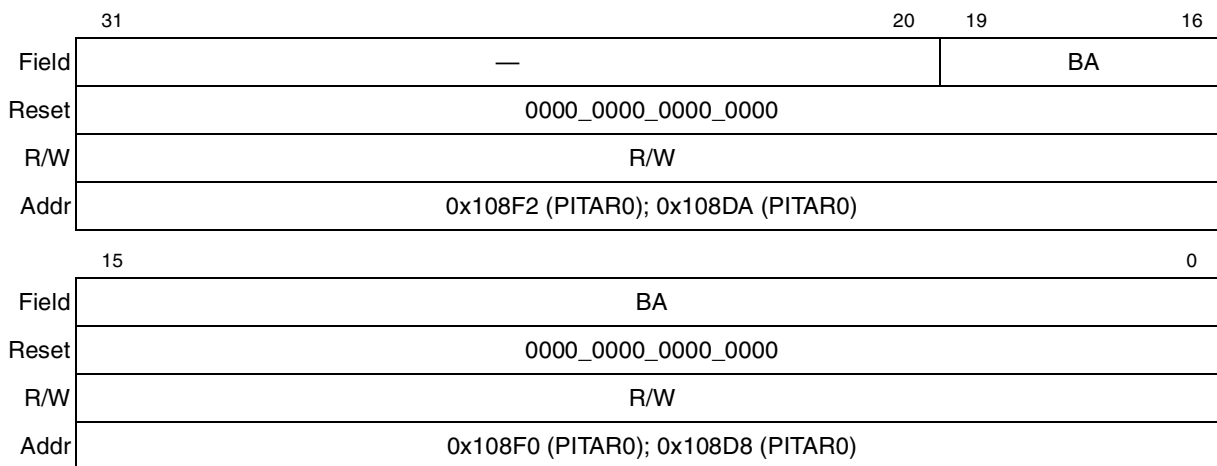 31 20 19 16
Field — BA
Reset 0000_0000_0000_0000
R/W R/W
Addr 0x108F2 (PITAR0); 0x108DA (PITAR0)
15 0
Field BA
Reset 0000_0000_0000_0000
R/W R/W
Addr 0x108F0 (PITAR0); 0x108D8 (PITAR0)